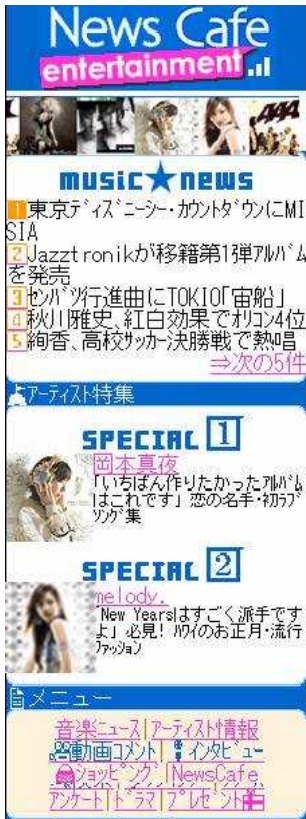 News Cafe
entertainment
music★news
1東京ディズニーシー・カウントダウンにMI
SIA
2Jazztronikが移籍第1弾アルバム
を発売
3センバツ行進曲にTOKIO「宙船」
4秋川雅史、紅白効果でオリコン4位
5絢香、高校サッカー決勝戦で熱唱
⇒次の5件
アーティスト特集
SPECIAL 1
岡本真夜
「いちばん作りたかったアルバム
はこれです」恋の名手・初ラブ
ソング集
SPECIAL 2
melody.
「New Yearsはすごく派手です
よ」必見！ハワイのお正月・流行
ファッション
メニュー
音楽ニュース|アーティスト情報
動画コメント|インタビュー
ショッピング|NewsCafe
アンケート|ドラマ|プレゼント